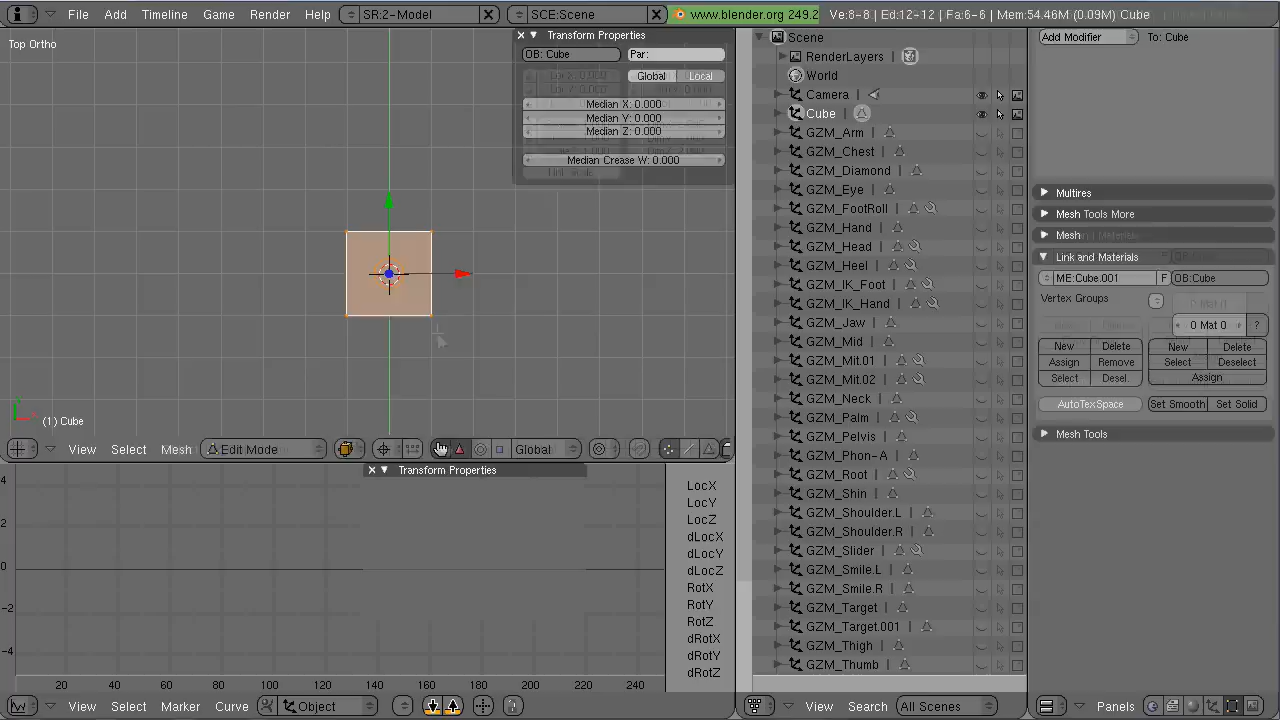 File Add Timeline Game Render Help SR:2-Model SCE:Scene www.blender.org 249.2 Ve:8-8 | Ed:12-12 | Fa:6-6 | Mem:54.46M (0.09M) Cube
Top Ortho
Transform Properties
OB: Cube Par:
Global Local
Median X: 0.000
Median Y: 0.000
Median Z: 0.000
Median Crease W: 0.000
(1) Cube
View Select Mesh Edit Mode Global
Transform Properties
4
2
0
-2
-4
20 40 60 80 100 120 140 160 180 200 220 240
LocX
LocY
LocZ
dLocX
dLocY
dLocZ
RotX
RotY
RotZ
dRotX
dRotY
dRotZ
View Select Marker Curve Object
Scene
RenderLayers |
World
Camera |
Cube |
GZM_Arm |
GZM_Chest |
GZM_Diamond |
GZM_Eye |
GZM_FootRoll |
GZM_Hand |
GZM_Head |
GZM_Heel |
GZM_IK_Foot |
GZM_IK_Hand |
GZM_Jaw |
GZM_Mid |
GZM_Mit.01 |
GZM_Mit.02 |
GZM_Neck |
GZM_Palm |
GZM_Pelvis |
GZM_Phon-A |
GZM_Root |
GZM_Shin |
GZM_Shoulder.L |
GZM_Shoulder.R |
GZM_Slider |
GZM_Smile.L |
GZM_Smile.R |
GZM_Target |
GZM_Target.001 |
GZM_Thigh |
GZM_Thumb |
View Search All Scenes
Add Modifier To: Cube
Multires
Mesh Tools More
Mesh
Link and Materials
ME:Cube.001 F OB:Cube
Vertex Groups
0 Mat 0 ?
New Delete New Delete
Assign Remove Select Deselect
Select Desel. Assign
AutoTexSpace Set Smooth Set Solid
Mesh Tools
Panels